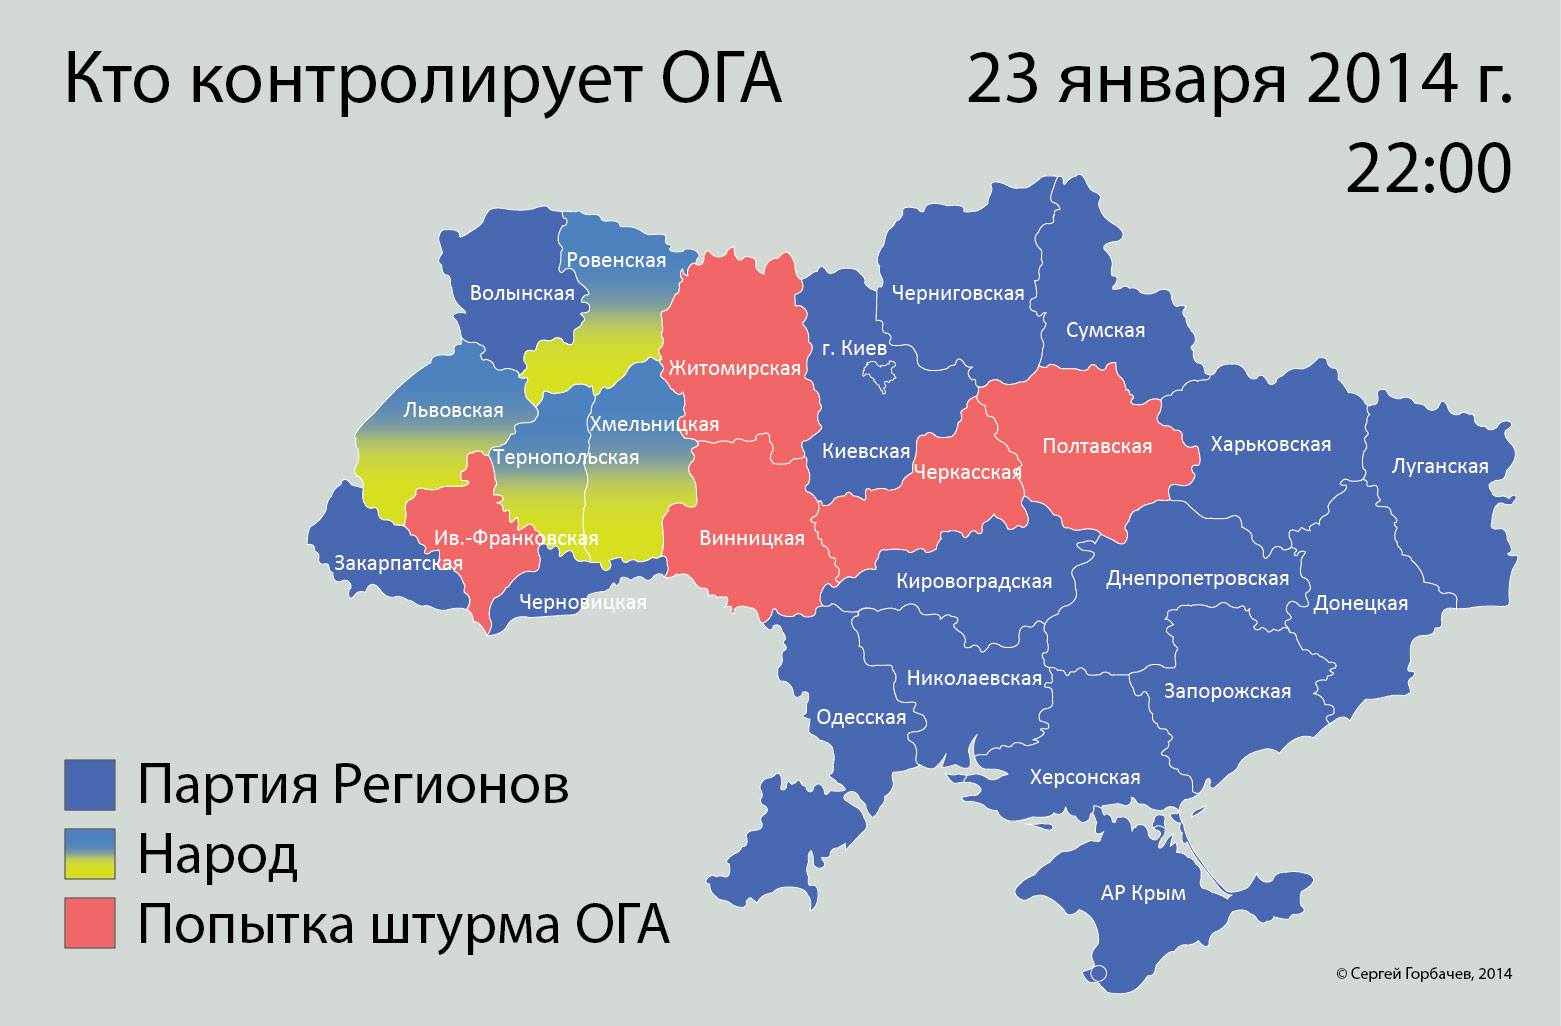 Кто контролирует ОГА
23 января 2014 г.
22:00
Ровенская
Волынская
Черниговская
Сумская
г. Киев
Житомирская
Львовская
Хмельницкая
Тернопольская
Киевская
Черкасская
Полтавская
Харьковская
Луганская
Ив.-Франковская
Винницкая
Закарпатская
Черновицкая
Кировоградская
Днепропетровская
Донецкая
Николаевская
Запорожская
Одесская
Херсонская
АР Крым
Партия Регионов
Народ
Попытка штурма ОГА
© Сергей Горбачев, 2014